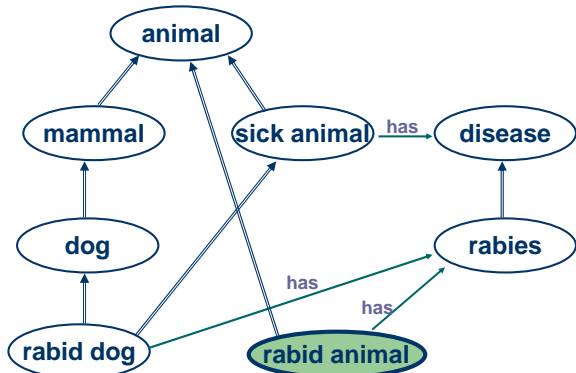 animal
mammal
sick animal
has
disease
dog
rabies
has
has
rabid dog
rabid animal